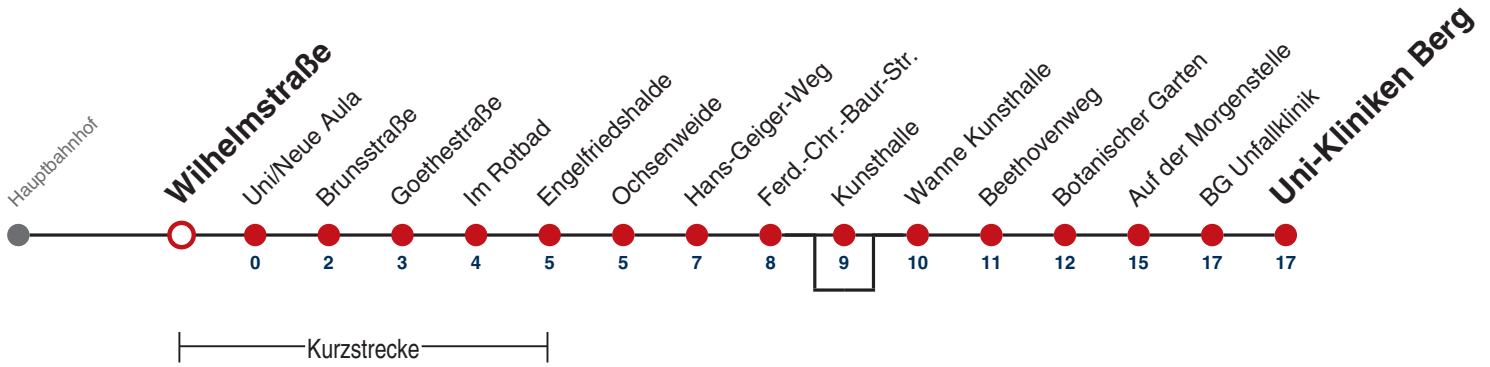 Hauptbahnhof
Wilhelmstraße
Uni/Neue Aula
Brunsstraße
Goethestraße
Im Rotbad
Engelfriedshalde
Ochsenweide
Hans-Geiger-Weg
Ferd.-Chr.-Baur-Str.
Kunsthalle
Wanne Kunsthalle
Beethovenweg
Botanischer Garten
Auf der Morgenstelle
BG Unfallklinik
Uni-Kliniken Berg
0 2 3 4 5 5 7 8 9 10 11 12 15 17 17
Kurzstrecke